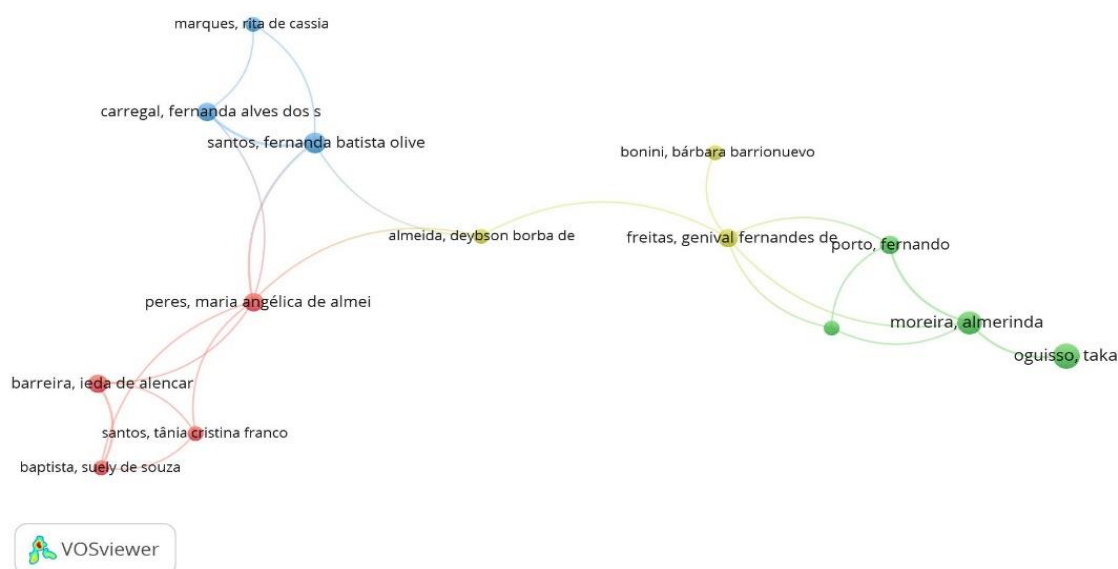 marques, rita de cassia
carregal, fernanda alves dos s
santos, fernanda batista olive
bonini, bárbara barrionuevo
almeida, deybson borba de
freitas, genival fernandes de
porto, fernando
peres, maria angélica de almei
moreira, almerinda
oguisso, taka
barreira, ieda de alencar
santos, tânia cristina franco
baptista, suely de souza
VOSviewer